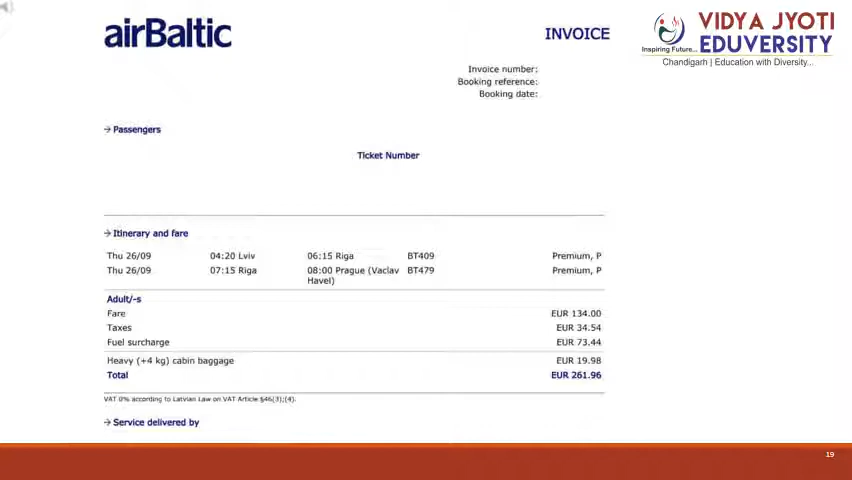 airBaltic
INVOICE
VIDYA JYOTI
EDUVERSITY
Inspiring Future...
Chandigarh | Education with Diversity...
Invoice number:
Booking reference:
Booking date:
→ Passengers
Ticket Number
→ Itinerary and fare
Thu 26/09 04:20 Lviv 06:15 Riga BT409 Premium, P
Thu 26/09 07:15 Riga 08:00 Prague (Vaclav BT479 Premium, P
Havel)
Adult/-s
Fare EUR 134.00
Taxes EUR 34.54
Fuel surcharge EUR 73.44
Heavy (+4 kg) cabin baggage EUR 19.98
Total EUR 261.96
VAT 0% according to Latvian Law on VAT Article §46(3);(4).
→ Service delivered by
19